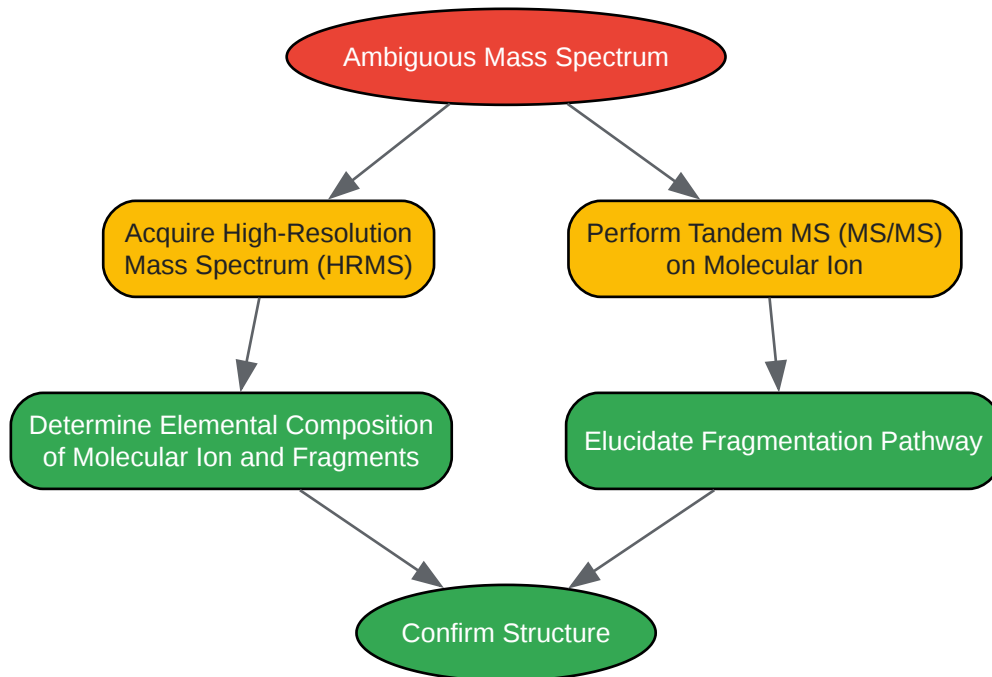 Ambiguous Mass Spectrum
Acquire High-Resolution
Mass Spectrum (HRMS)
Perform Tandem MS (MS/MS)
on Molecular Ion
Determine Elemental Composition
of Molecular Ion and Fragments
Elucidate Fragmentation Pathway
Confirm Structure